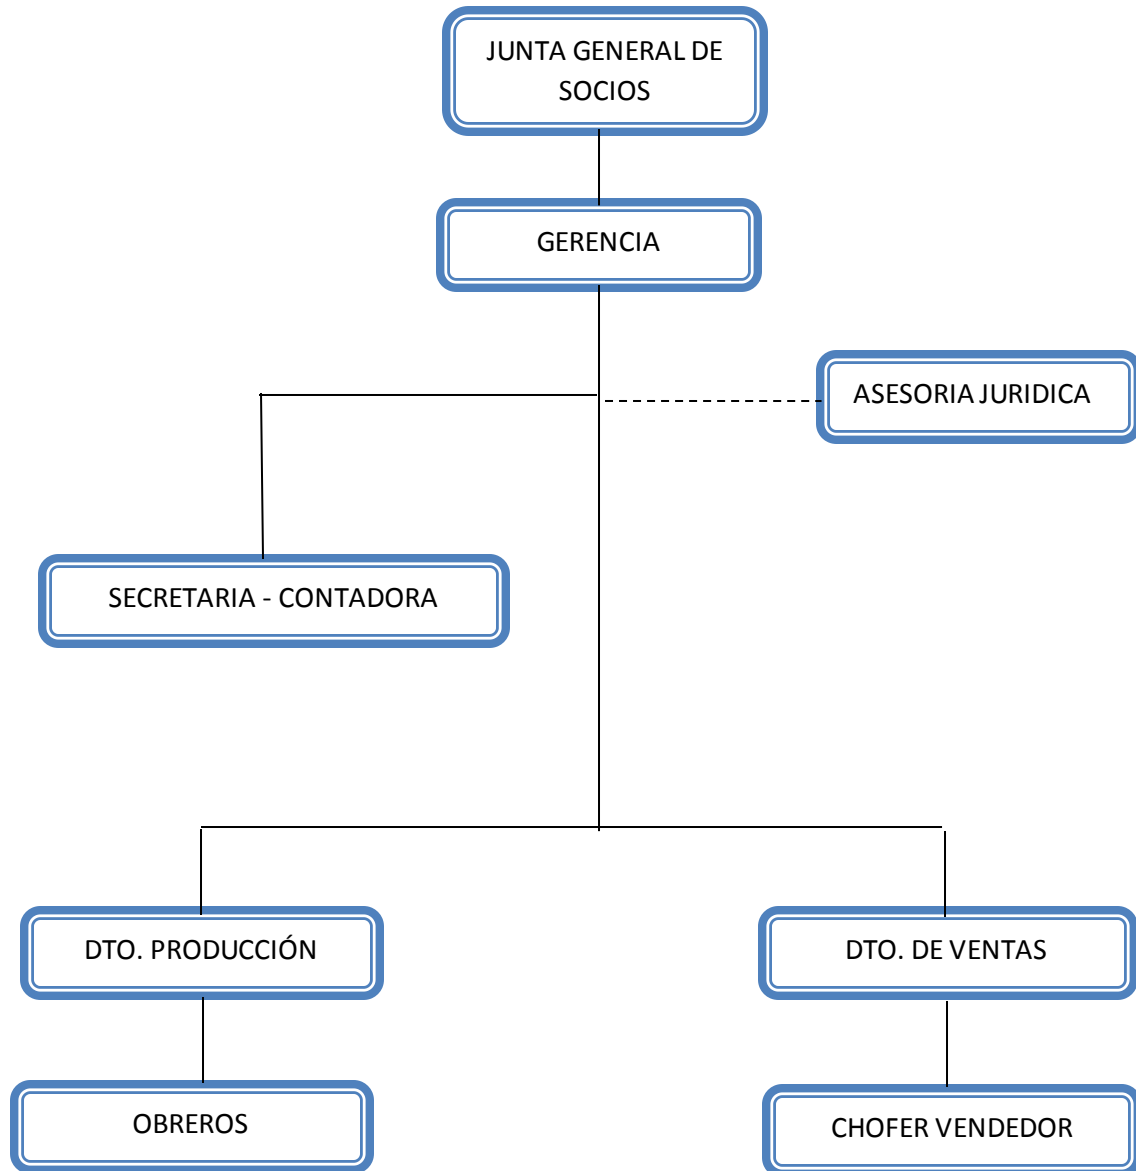 JUNTA GENERAL DE
SOCIOS
GERENCIA
ASESORIA JURIDICA
SECRETARIA - CONTADORA
DTO. PRODUCCIÓN
DTO. DE VENTAS
OBREROS
CHOFER VENDEDOR